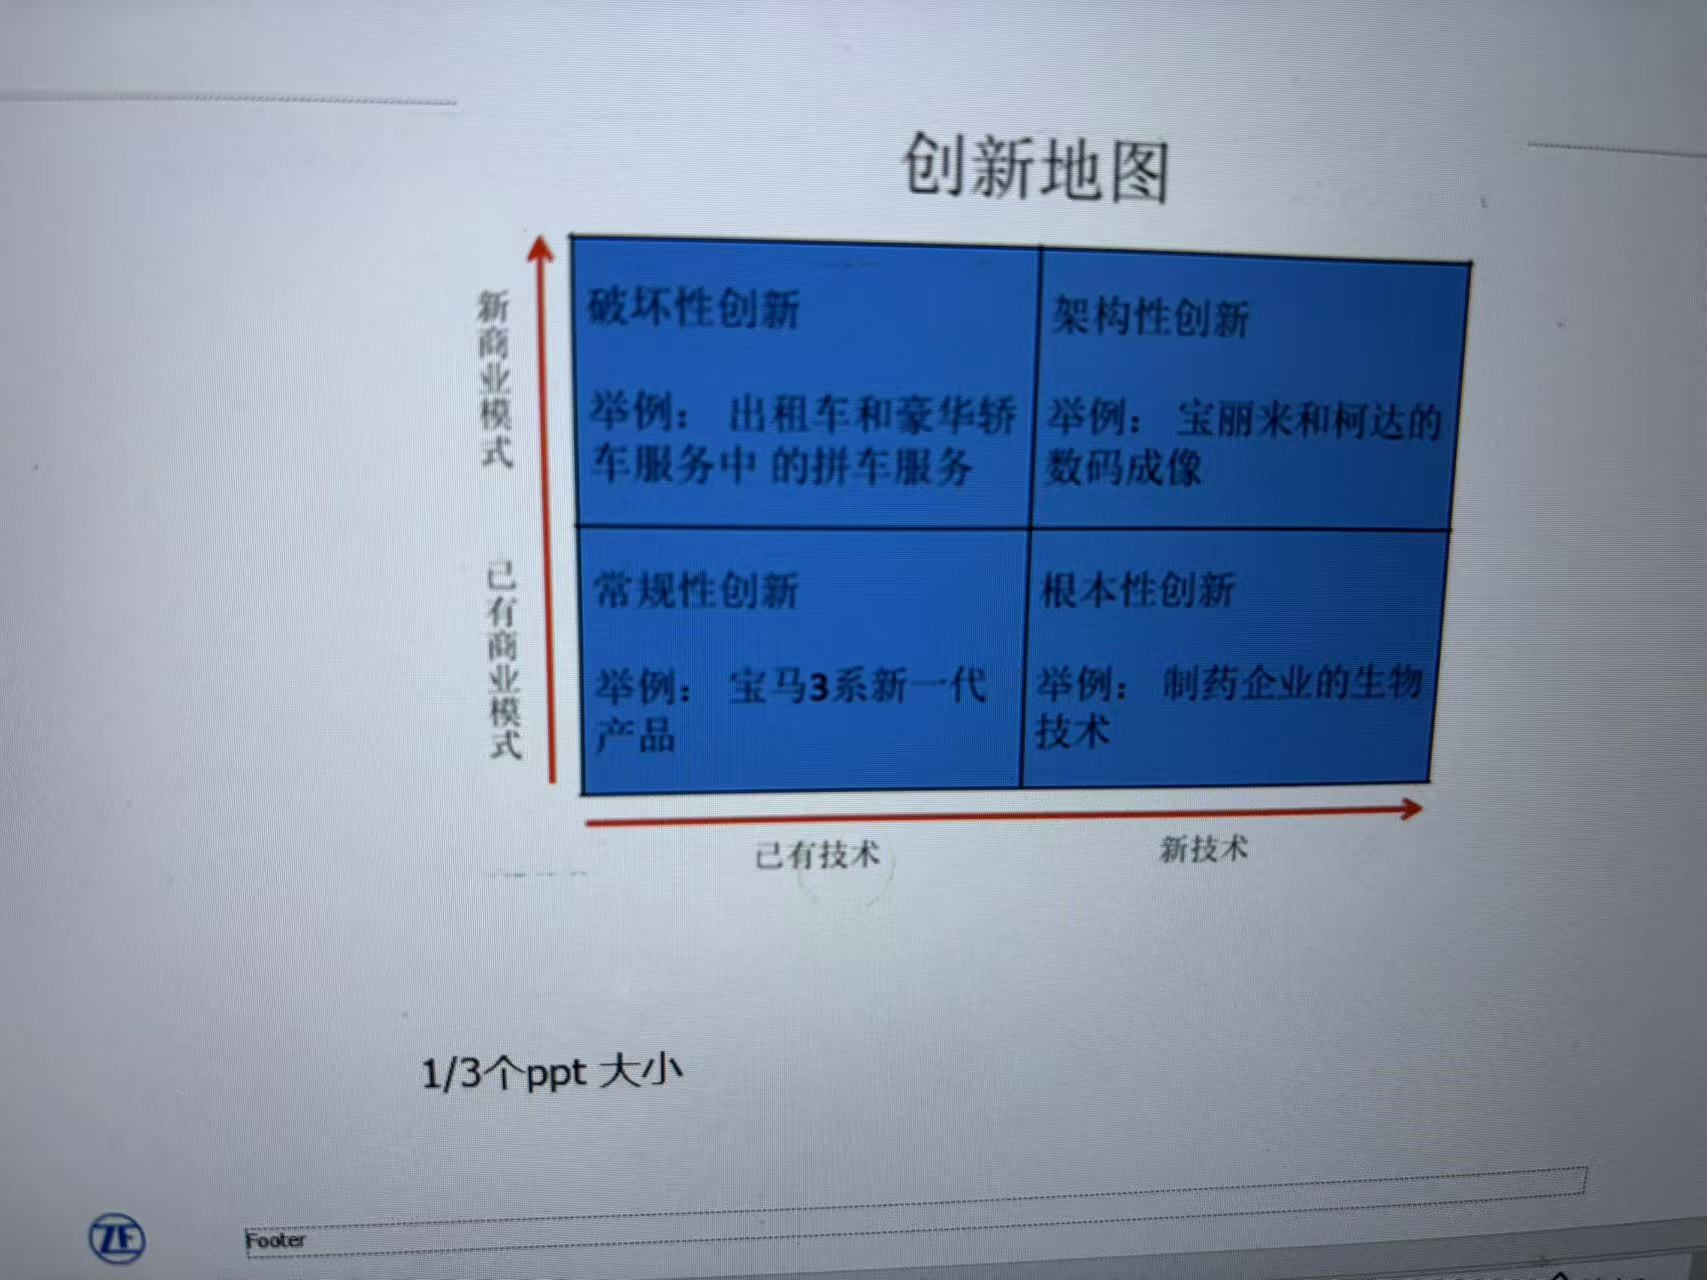 创新地图
新商业模式
已有商业模式
破坏性创新
举例： 出租车和豪华轿
车服务中 的拼车服务
架构性创新
举例： 宝丽来和柯达的
数码成像
常规性创新
举例： 宝马3系新一代
产品
根本性创新
举例： 制药企业的生物
技术
已有技术
新技术
1/3个ppt 大小
ZF
Footer